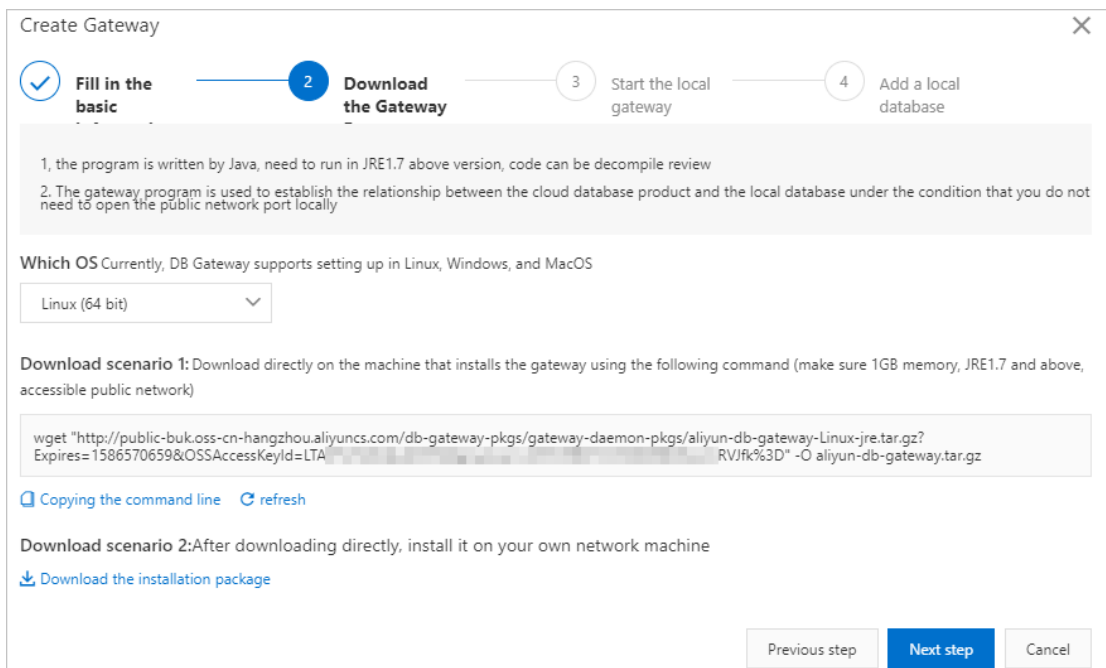 Create Gateway
Fill in the
basic
2
Download
the Gateway
3
Start the local
gateway
4
Add a local
database
1, the program is written by Java, need to run in JRE1.7 above version, code can be decompile review
2. The gateway program is used to establish the relationship between the cloud database product and the local database under the condition that you do not
need to open the public network port locally
Which OS Currently, DB Gateway supports setting up in Linux, Windows, and MacOS
Linux (64 bit)
Download scenario 1: Download directly on the machine that installs the gateway using the following command (make sure 1GB memory, JRE1.7 and above,
accessible public network)
wget "http://public-buk.oss-cn-hangzhou.aliyuncs.com/db-gateway-pkgs/gateway-daemon-pkgs/aliyun-db-gateway-Linux-jre.tar.gz?
Expires=1586570659&OSSAccessKeyId=LTA RVJfk%3D" -O aliyun-db-gateway.tar.gz
Copying the command line refresh
Download scenario 2:After downloading directly, install it on your own network machine
Download the installation package
Previous step Next step Cancel